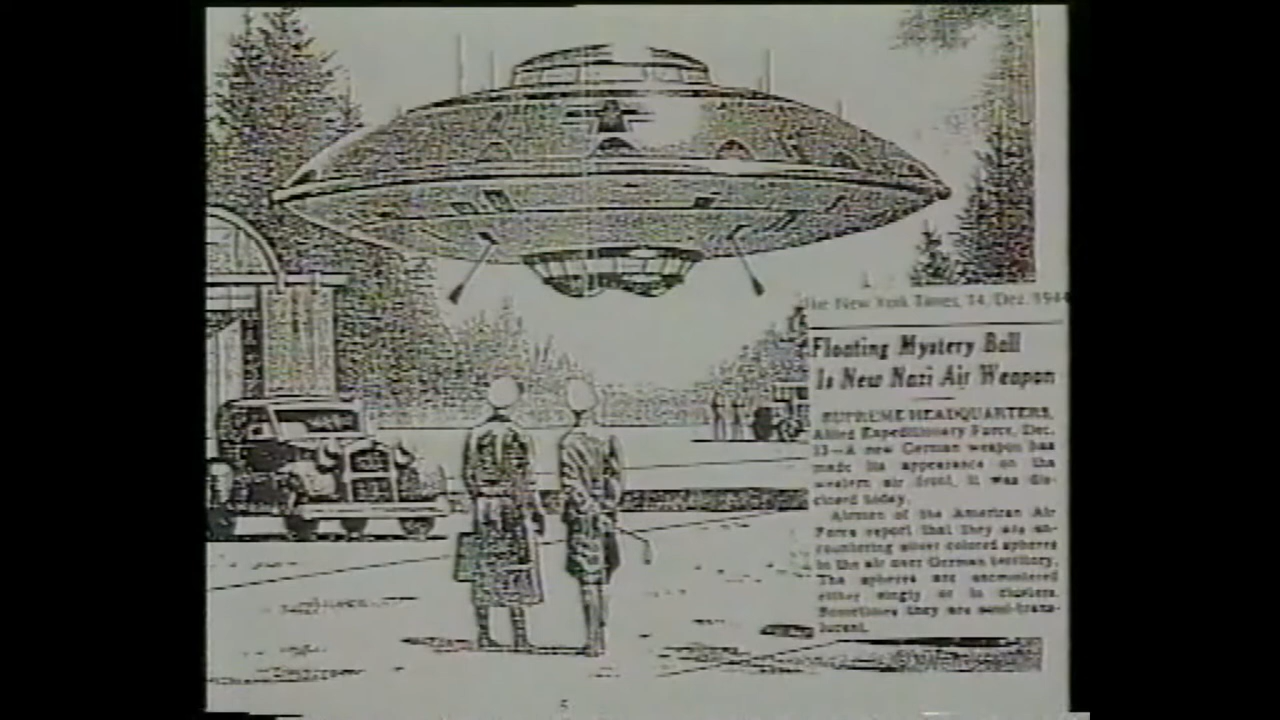 The New York Times, 14. Dez. 1944
Floating Mystery Ball
Is New Nazi Air Weapon
SUPREME HEADQUARTERS,
Allied Expeditionary Force, Dec.
13—A new German weapon has
made its appearance on the
western air front, it was dis-
closed today.
Airmen of the American Air
Force report that they are en-
countering silver colored spheres
in the air over German territory.
The spheres are encountered
either singly or in clusters.
Sometimes they are semi-trans-
lucent.
5